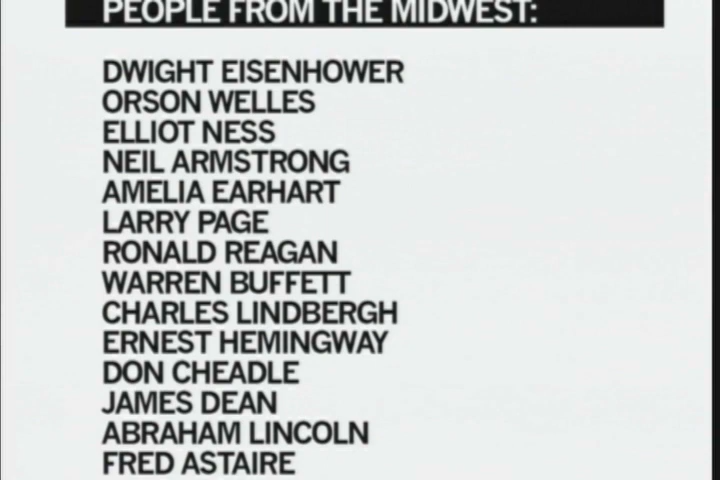 PEOPLE FROM THE MIDWEST:
DWIGHT EISENHOWER
ORSON WELLES
ELLIOT NESS
NEIL ARMSTRONG
AMELIA EARHART
LARRY PAGE
RONALD REAGAN
WARREN BUFFETT
CHARLES LINDBERGH
ERNEST HEMINGWAY
DON CHEADLE
JAMES DEAN
ABRAHAM LINCOLN
FRED ASTAIRE